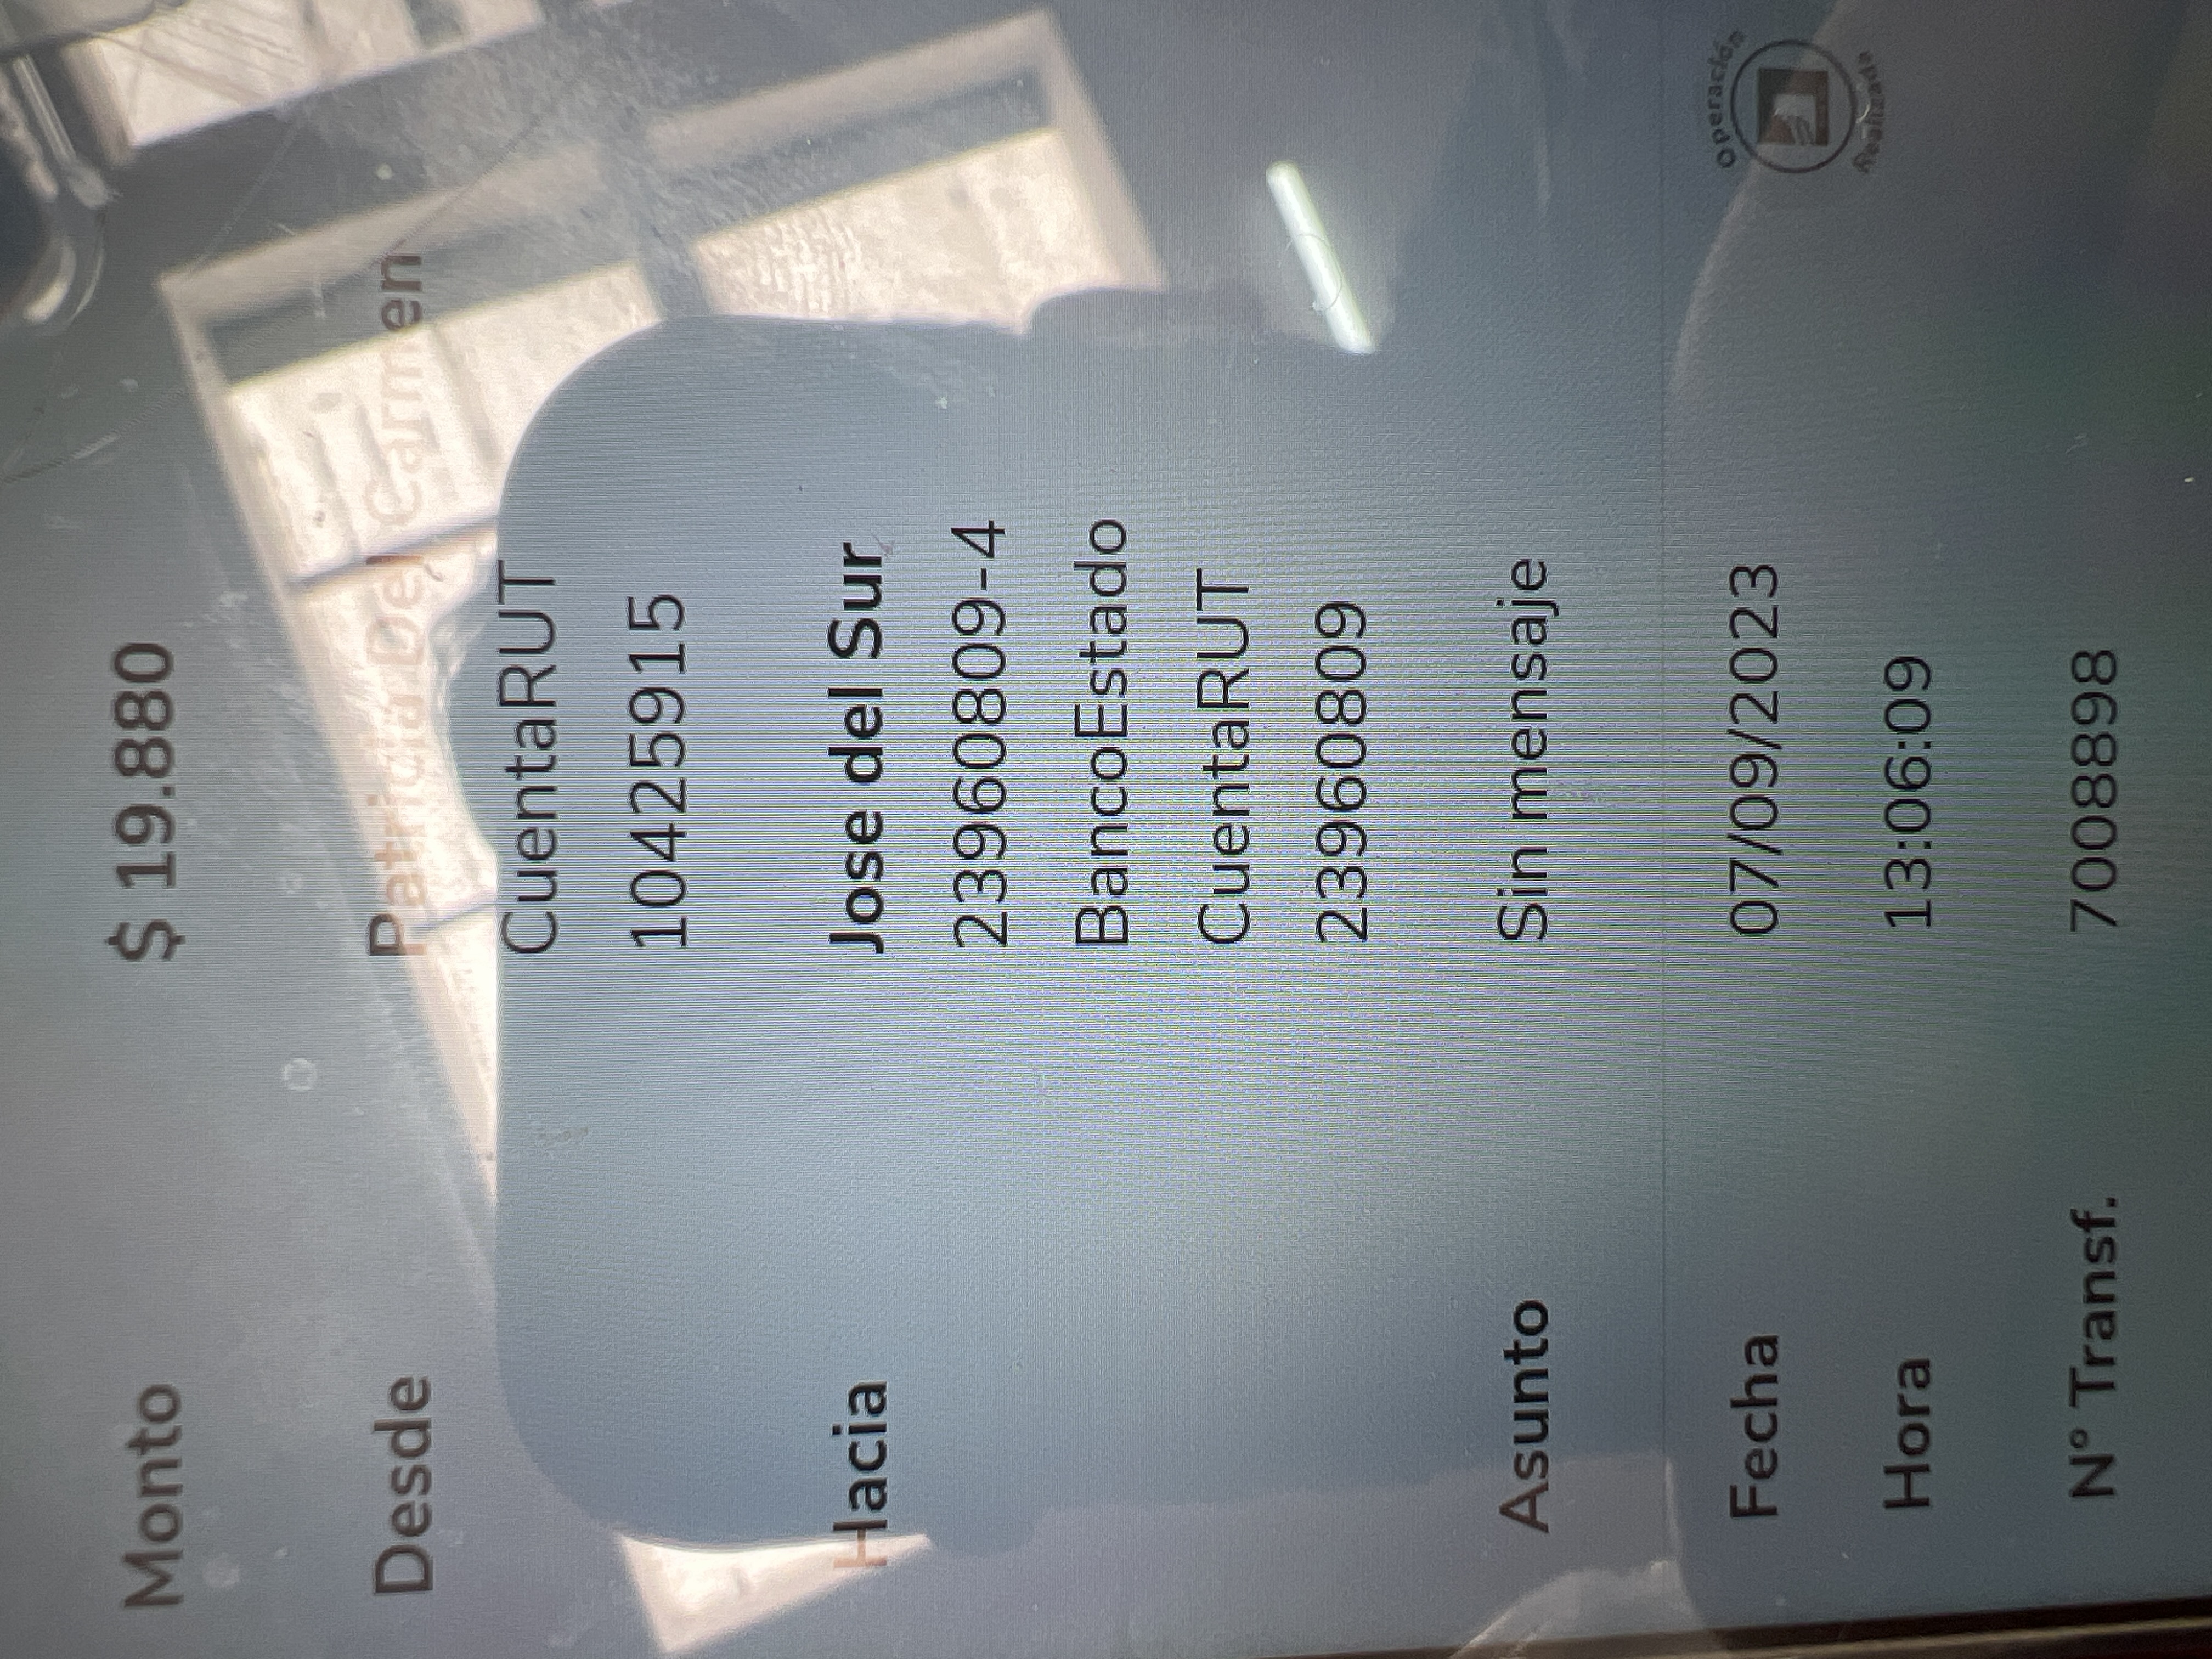 Monto $ 19.880
Desde Patricia Del Carmen
CuentaRUT
10425915
Hacia Jose del Sur
23960809-4
BancoEstado
CuentaRUT
23960809
Asunto Sin mensaje
Fecha 07/09/2023
Operación
Realizada
Hora 13:06:09
N° Transf. 7008898